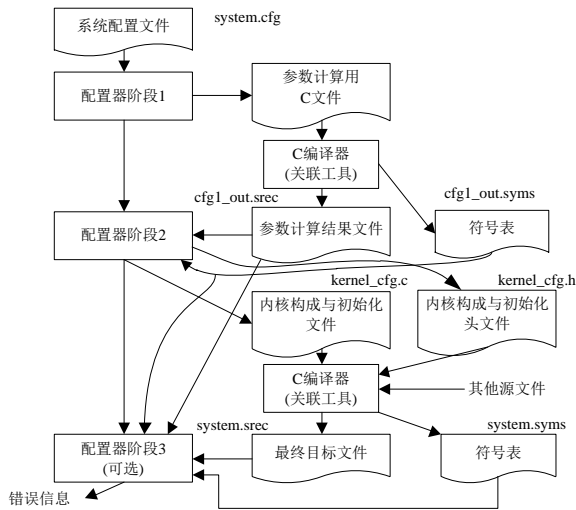 系统配置文件
system.cfg
配置器阶段1
参数计算用
C文件
C编译器
(关联工具)
cfg1_out.srec
cfg1_out.syms
配置器阶段2
参数计算结果文件
符号表
kernel_cfg.c
kernel_cfg.h
内核构成与初始化
文件
内核构成与初始化
头文件
C编译器
(关联工具)
其他源文件
system.srec
system.syms
配置器阶段3
(可选)
最终目标文件
符号表
错误信息